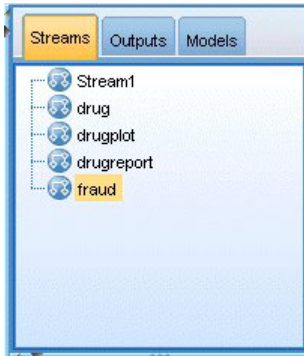 Streams Outputs Models
Stream1
drug
drugplot
drugreport
fraud